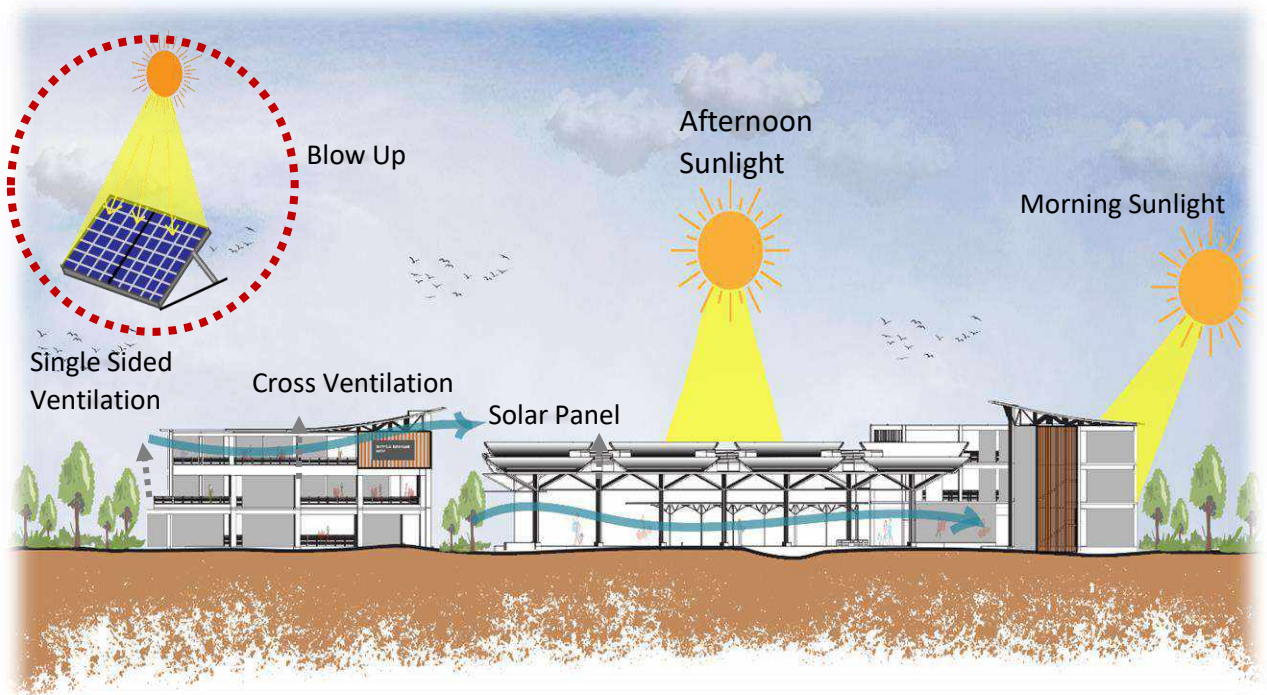 Blow Up
Afternoon
Sunlight
Morning Sunlight
Single Sided
Ventilation
Cross Ventilation
Solar Panel